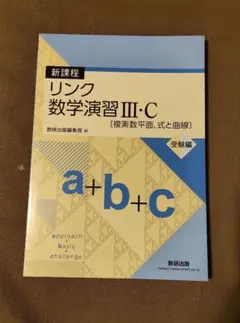 新課程
リンク
数学演習Ⅲ・C
〔複素数平面,式と曲線〕
数研出版編集部 編
受験編
a+b+c
approach
+
basic
+
challenge
数研出版